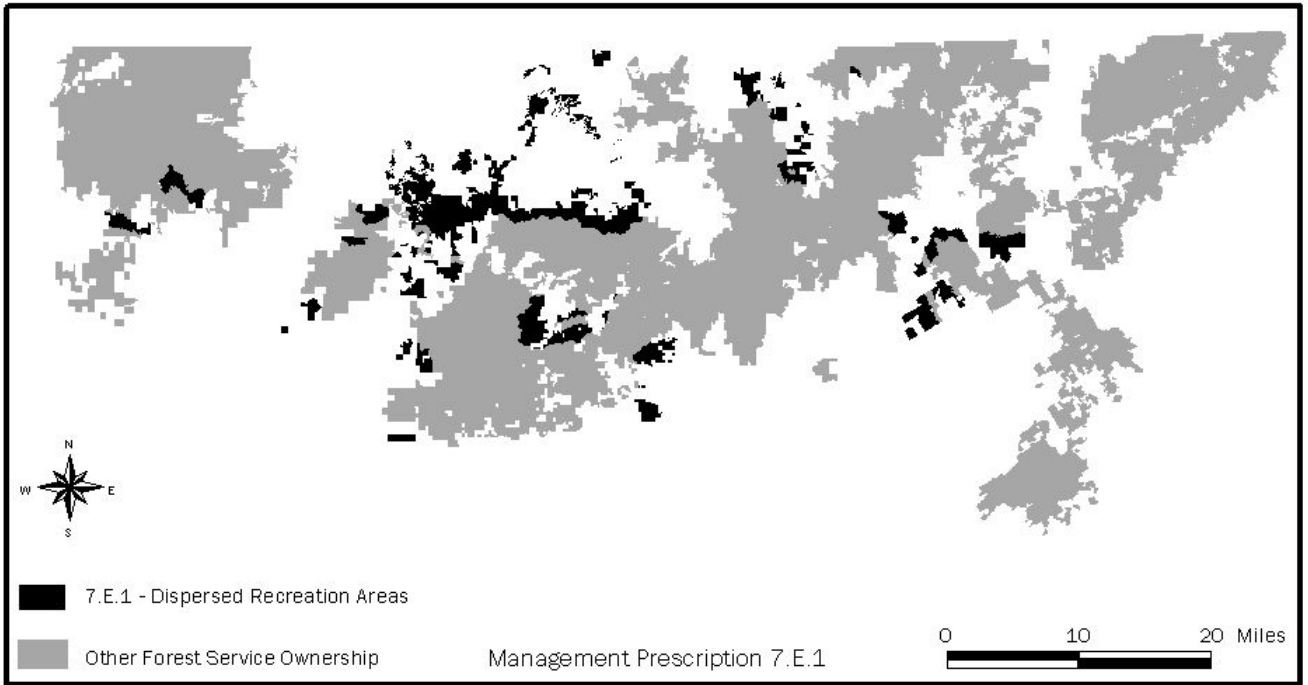 N
W E
S
7.E.1 - Dispersed Recreation Areas
Other Forest Service Ownership
Management Prescription 7.E.1
0 10 20 Miles